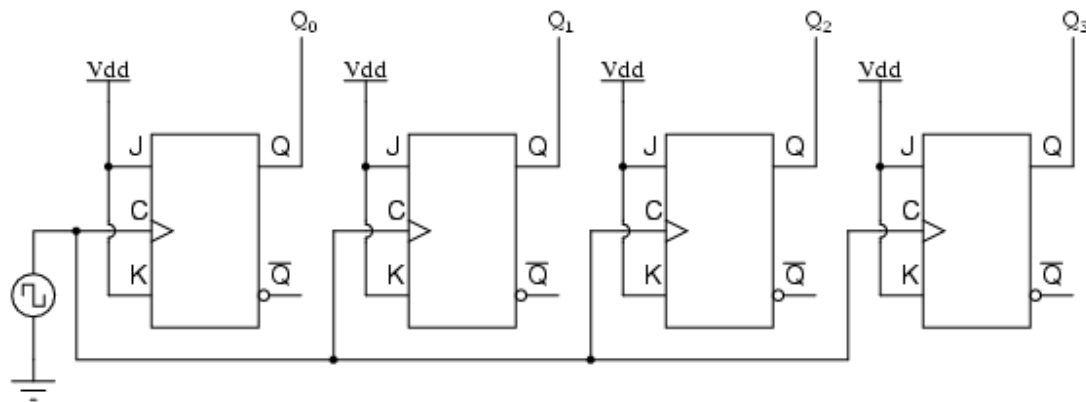 Q0 Q1 Q2 Q3
Vdd Vdd Vdd Vdd
J Q J Q J Q J Q
C C C C
K Q̅ K Q̅ K Q̅ K Q̅